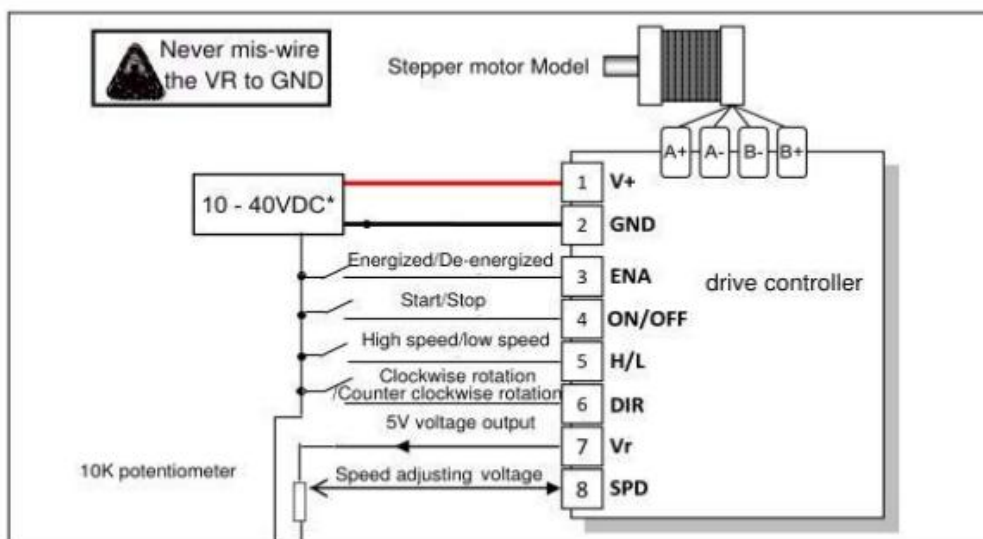 Never mis-wire
the VR to GND
Stepper motor Model
A+ A- B- B+
10 - 40VDC*
1 V+
2 GND
Energized/De-energized
3 ENA
drive controller
Start/Stop
4 ON/OFF
High speed/low speed
5 H/L
Clockwise rotation
/Counter clockwise rotation
6 DIR
5V voltage output
7 Vr
10K potentiometer
Speed adjusting voltage
8 SPD